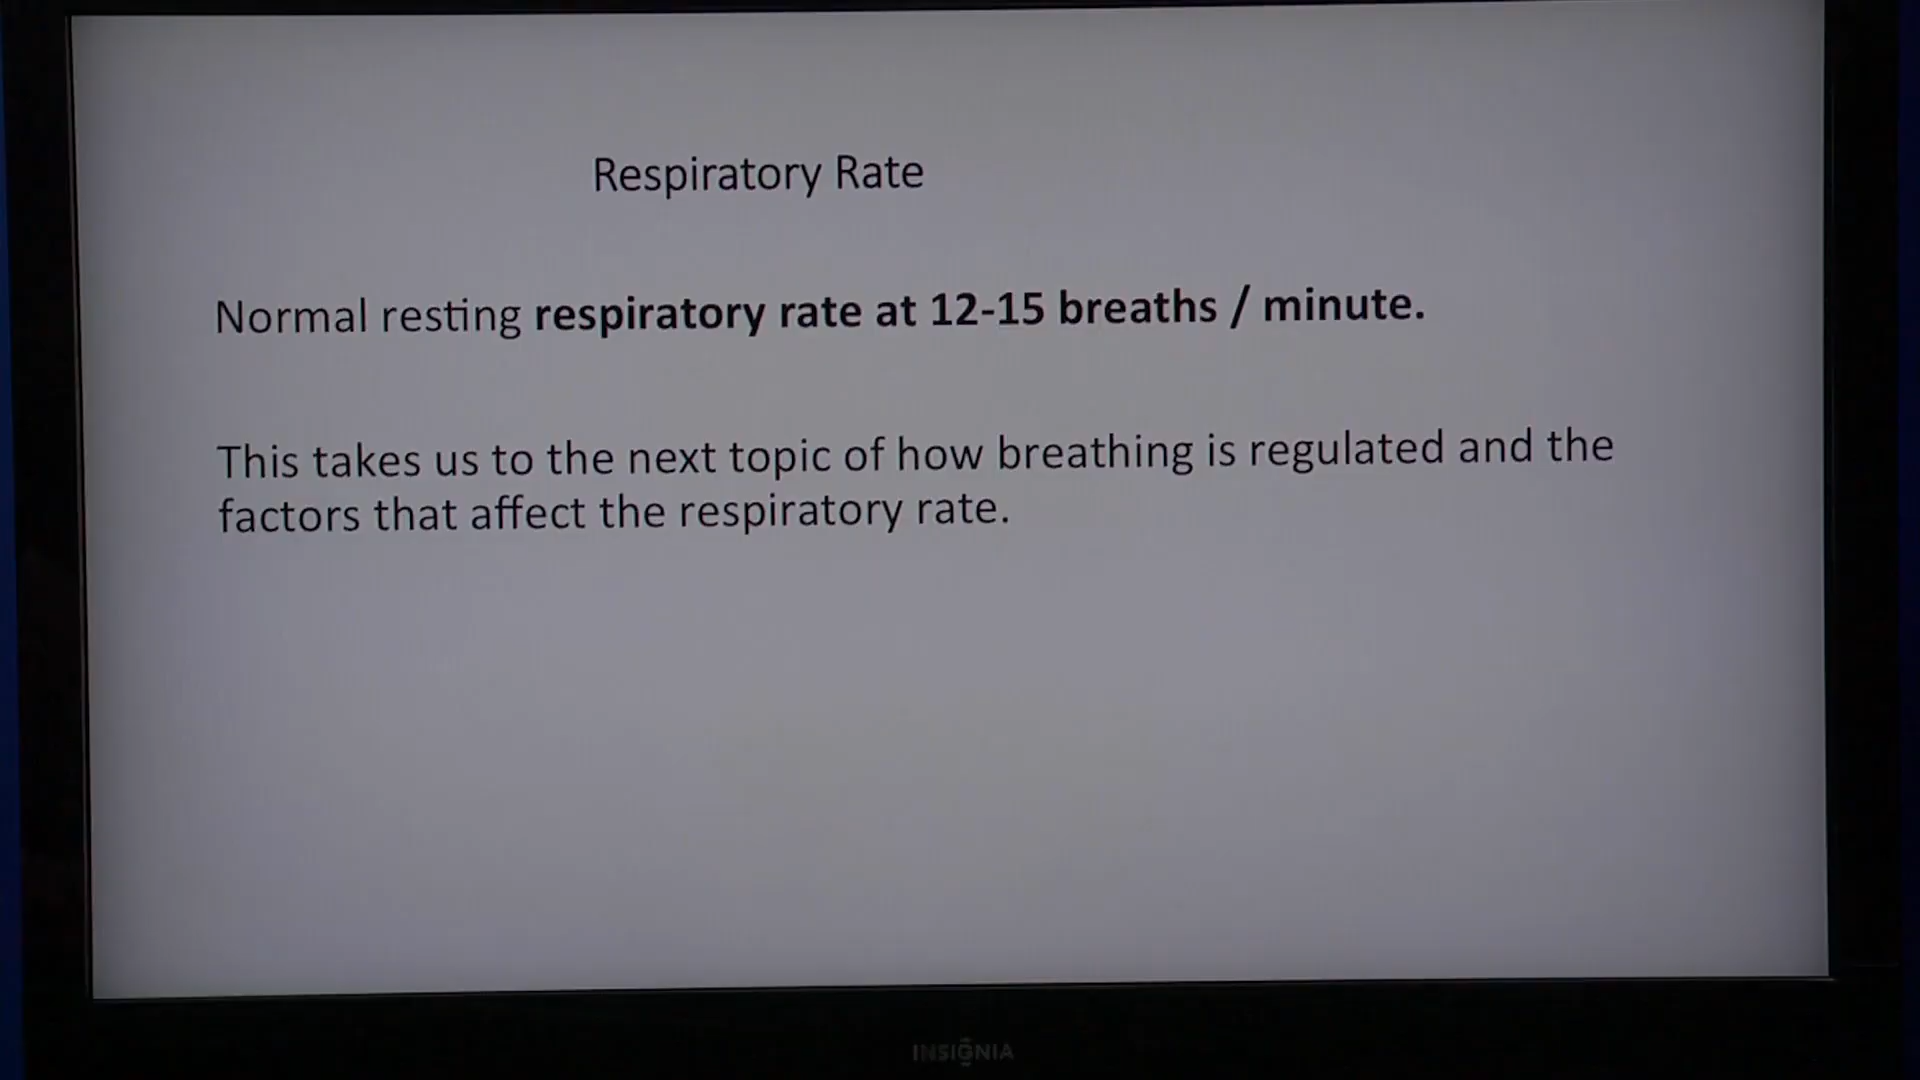 Respiratory Rate
Normal resting respiratory rate at 12-15 breaths / minute.
This takes us to the next topic of how breathing is regulated and the
factors that affect the respiratory rate.
INSIGNIA